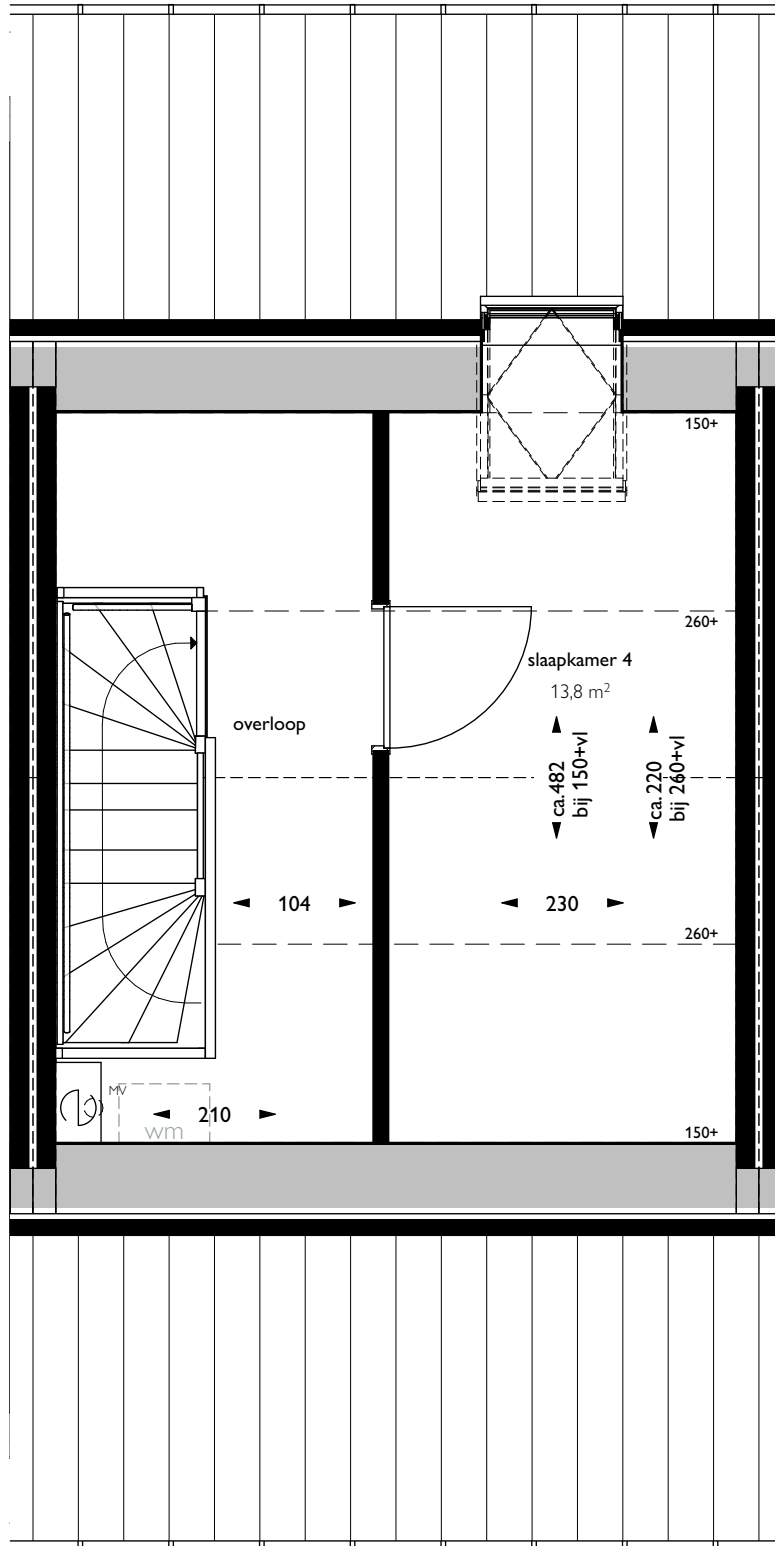 150+
260+
slaapkamer 4
13,8 m²
overloop
ca. 482
bij 150+vl
ca. 220
bij 260+vl
104
230
260+
MV
210
wm
150+